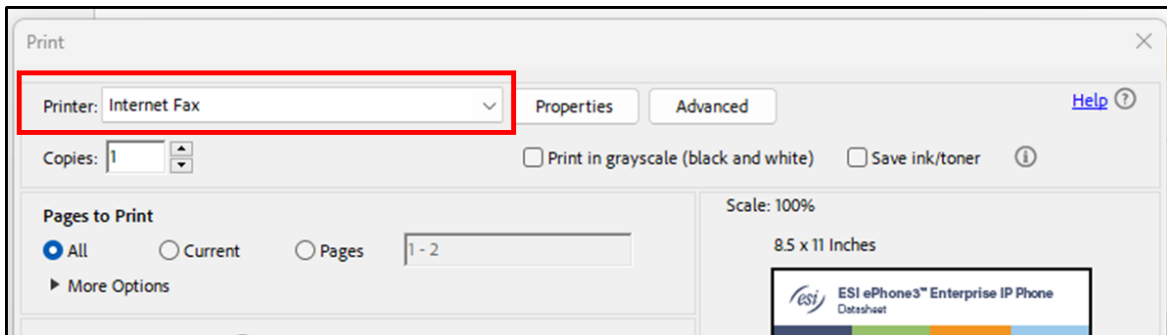 Print
Printer: Internet Fax Properties Advanced Help ?
Copies: 1 Print in grayscale (black and white) Save ink/toner i
Pages to Print
All Current Pages 1 - 2
More Options
Scale: 100%
8.5 x 11 Inches
esi ESI ePhone3™ Enterprise IP Phone
Datasheet